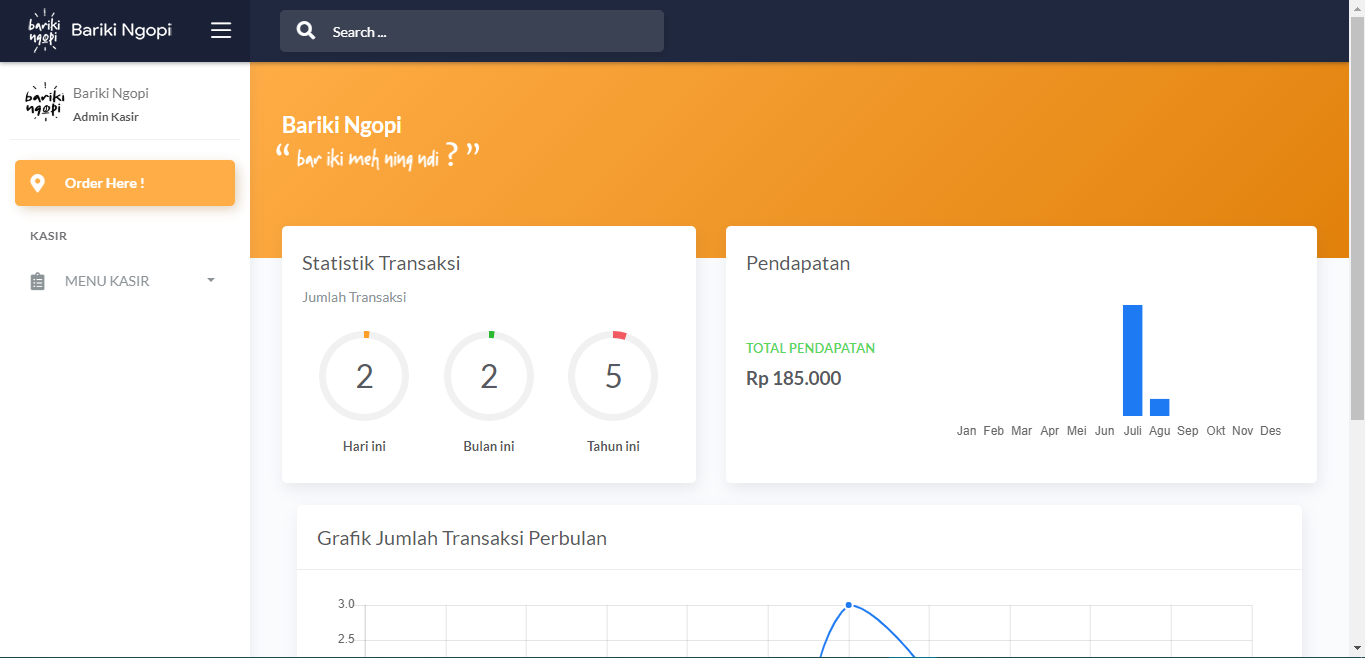 bariki
ngopi
Bariki Ngopi
Search ...
bariki
ngopi
Bariki Ngopi
Admin Kasir
Order Here !
KASIR
MENU KASIR
Bariki Ngopi
“ bar iki meh ning ndi ? ”
Statistik Transaksi
Jumlah Transaksi
2 2 5
Hari ini Bulan ini Tahun ini
Pendapatan
TOTAL PENDAPATAN
Rp 185.000
Jan Feb Mar Apr Mei Jun Juli Agu Sep Okt Nov Des
Grafik Jumlah Transaksi Perbulan
3.0
2.5